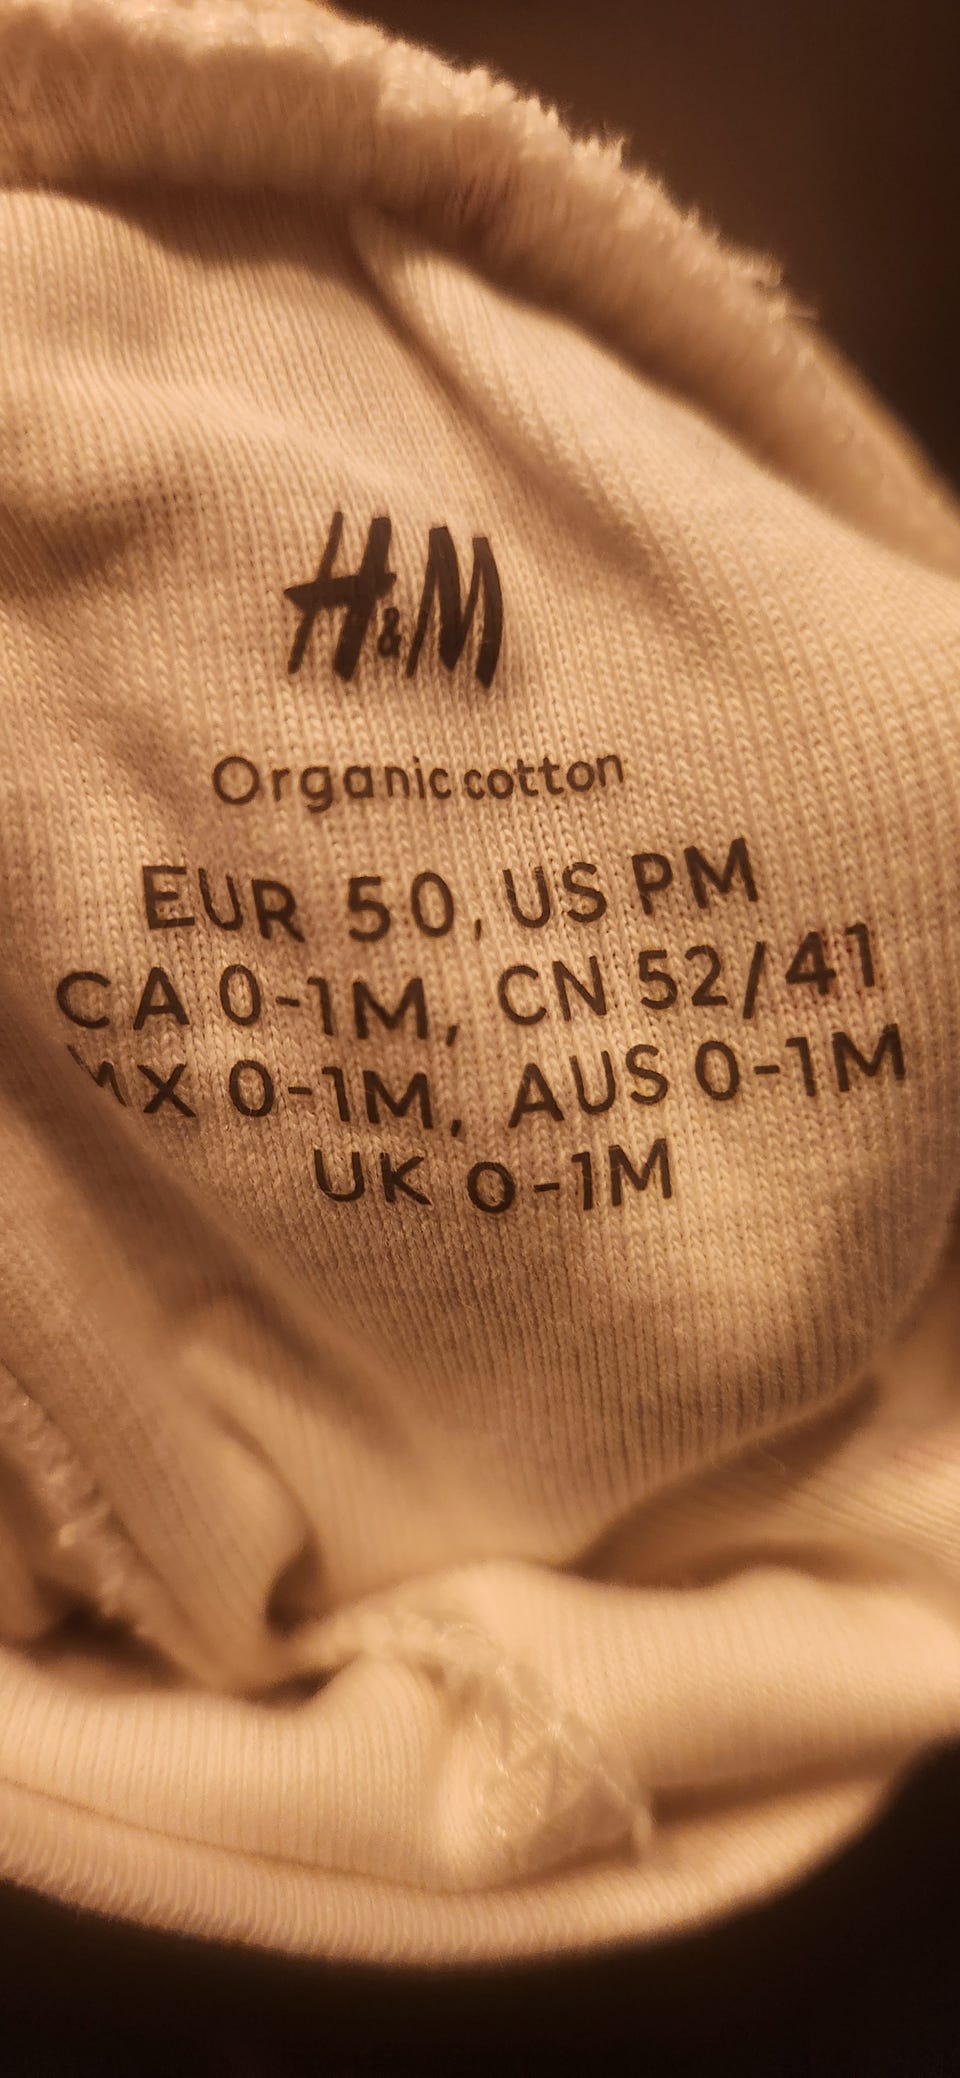 H&M
Organic cotton
EUR 50, US PM
CA 0-1M, CN 52/41
MX 0-1M, AUS 0-1M
UK 0-1M